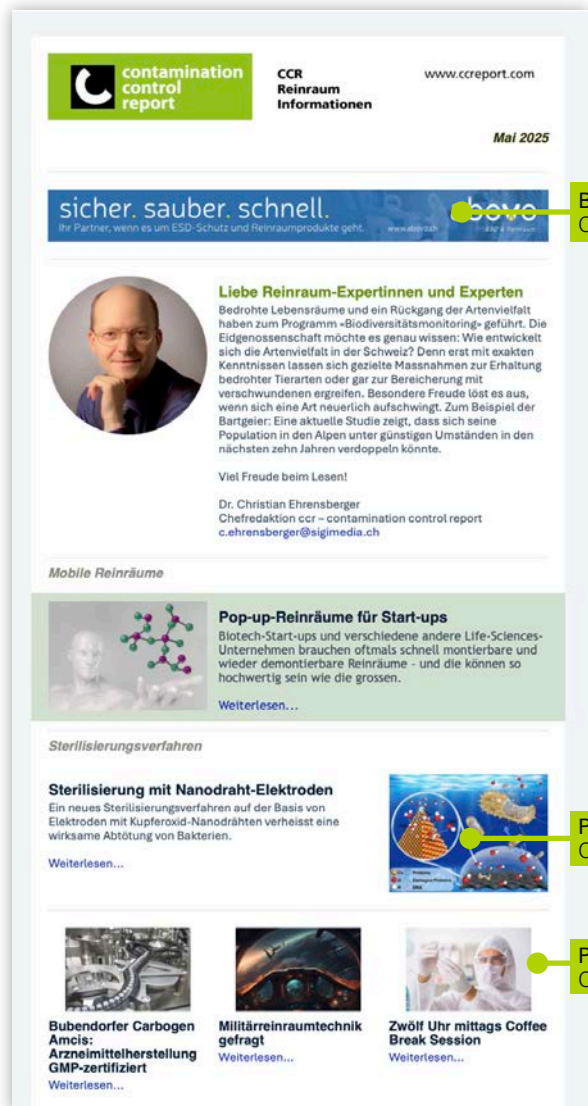 contamination
control
report
CCR
Reinraum
Informationen
www.ccreport.com
Mai 2025
sicher. sauber. schnell.
Ihr Partner, wenn es um ESD-Schutz und Reinraumprodukte geht.
www.abovo.ch
abovo
ESD & Reinraum
B
C
Liebe Reinraum-Expertinnen und Experten
Bedrohte Lebensräume und ein Rückgang der Artenvielfalt
haben zum Programm «Biodiversitätsmonitoring» geführt. Die
Eidgenossenschaft möchte es genau wissen: Wie entwickelt
sich die Artenvielfalt in der Schweiz? Denn erst mit exakten
Kenntnissen lassen sich gezielte Massnahmen zur Erhaltung
bedrohter Tierarten oder gar zur Bereicherung mit
verschwundenen ergreifen. Besondere Freude löst es aus,
wenn sich eine Art neuerlich aufschwingt. Zum Beispiel der
Bartgeier: Eine aktuelle Studie zeigt, dass sich seine
Population in den Alpen unter günstigen Umständen in den
nächsten zehn Jahren verdoppeln könnte.
Viel Freude beim Lesen!
Dr. Christian Ehrensberger
Chefredaktion ccr – contamination control report
c.ehrensberger@sigimedia.ch
Mobile Reinräume
Pop-up-Reinräume für Start-ups
Biotech-Start-ups und verschiedene andere Life-Sciences-
Unternehmen brauchen oftmals schnell montierbare und
wieder demontierbare Reinräume – und die können so
hochwertig sein wie die grossen.
Weiterlesen...
Sterilisierungsverfahren
Sterilisierung mit Nanodraht-Elektroden
Ein neues Sterilisierungsverfahren auf der Basis von
Elektroden mit Kupferoxid-Nanodrähten verheisst eine
wirksame Abtötung von Bakterien.
Weiterlesen...
P
C
Bubendorfer Carbogen
Amcis:
Arzneimittelherstellung
GMP-zertifiziert
Weiterlesen...
Militärreinraumtechnik
gefragt
Weiterlesen...
Zwölf Uhr mittags Coffee
Break Session
Weiterlesen...
P
C